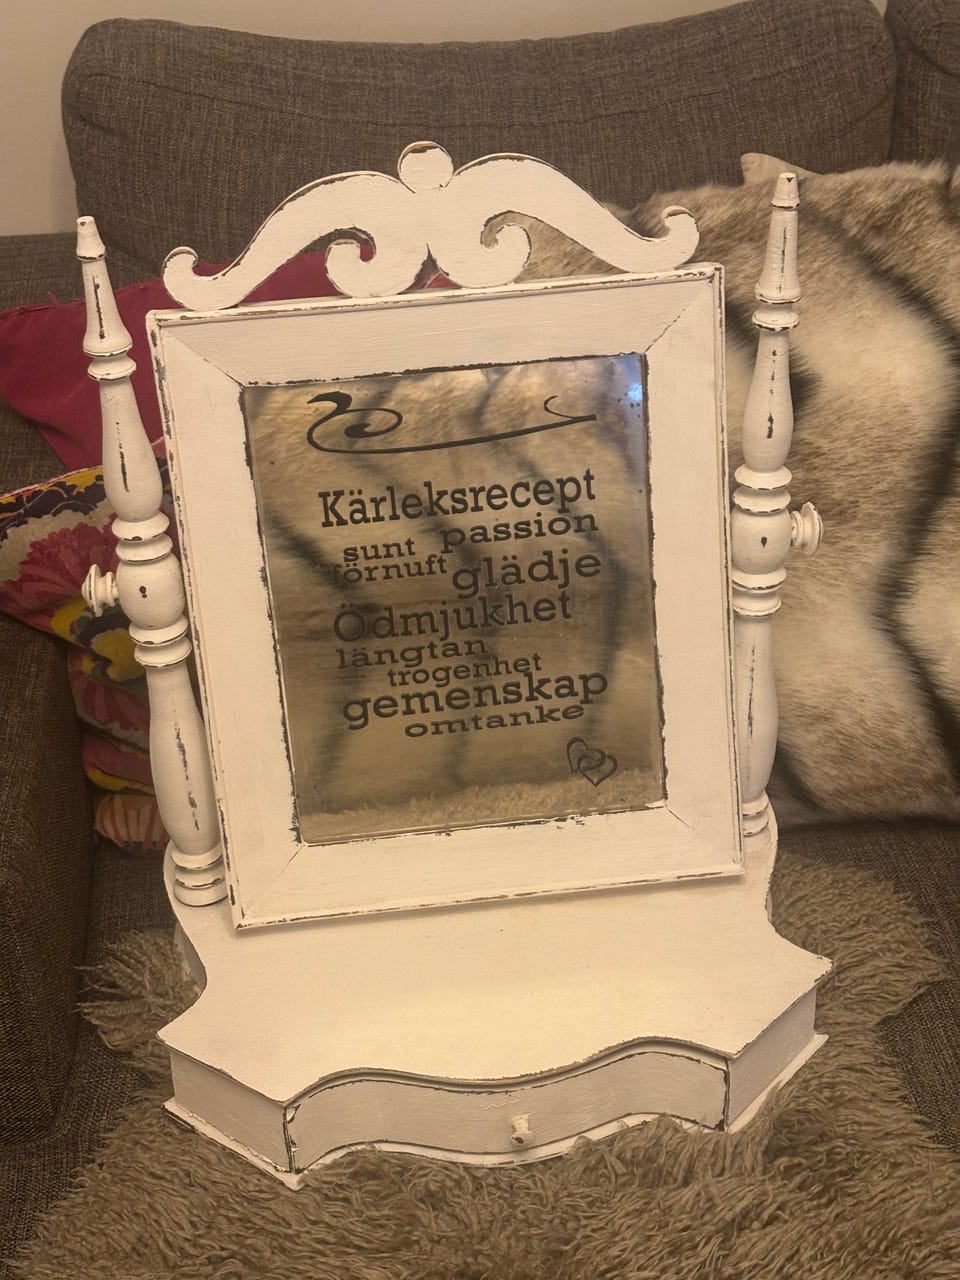 Kärleksrecept
sunt passion
förnuft glädje
Ödmjukhet
längtan
trogenhet
gemenskap
omtanke